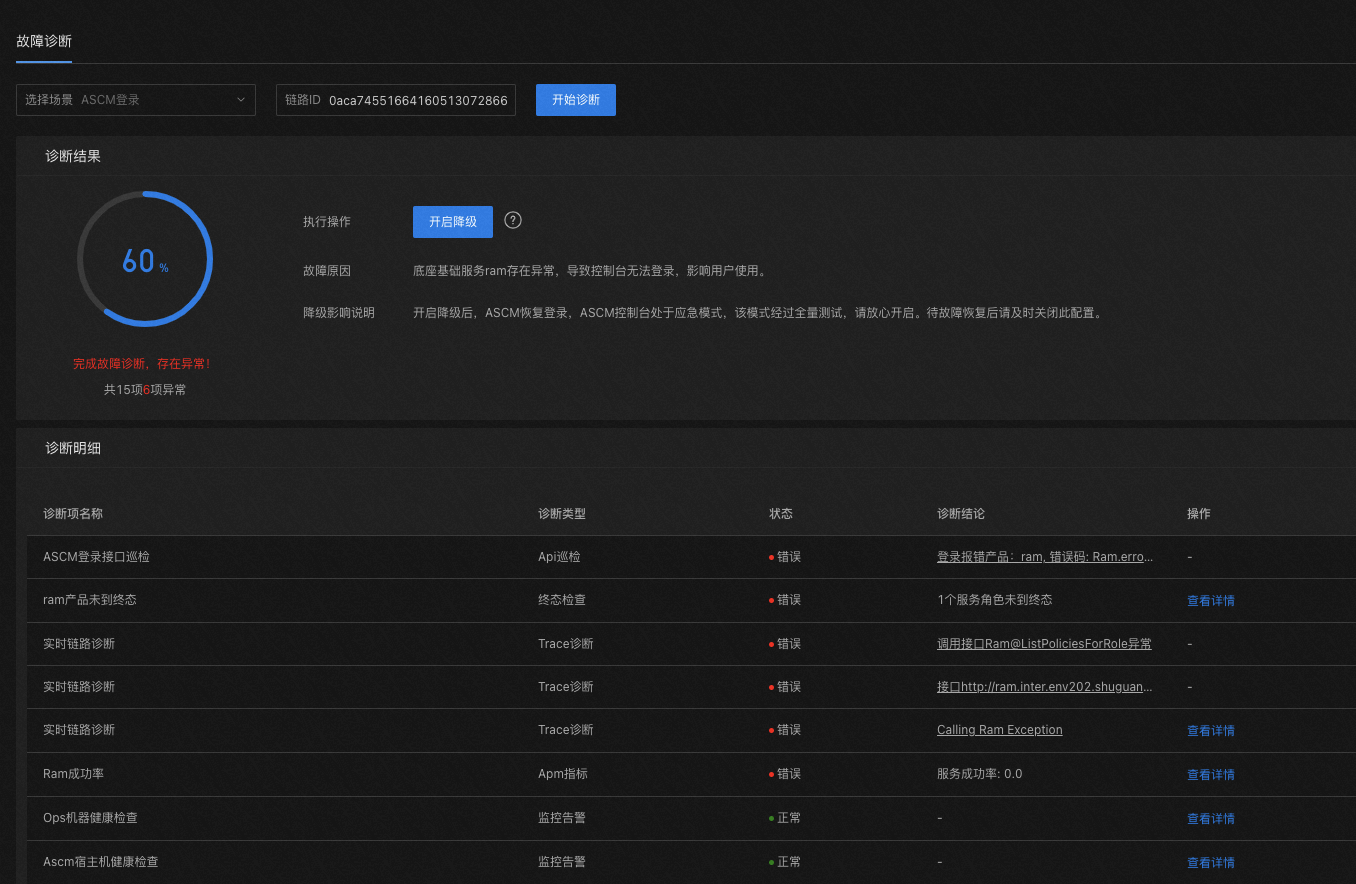 故障诊断
选择场景 ASCM登录 链路ID 0aca74551664160513072866 开始诊断
诊断结果
60 %
完成故障诊断，存在异常!
共15项6项异常
执行操作 开启降级 ?
故障原因 底座基础服务ram存在异常，导致控制台无法登录，影响用户使用。
降级影响说明 开启降级后，ASCM恢复登录，ASCM控制台处于应急模式，该模式经过全量测试，请放心开启。待故障恢复后请及时关闭此配置。
诊断明细
诊断项名称 诊断类型 状态 诊断结论 操作
ASCM登录接口巡检 Api巡检 错误 登录报错产品：ram, 错误码: Ram.erro... -
ram产品未到终态 终态检查 错误 1个服务角色未到终态 查看详情
实时链路诊断 Trace诊断 错误 调用接口Ram@ListPoliciesForRole异常 -
实时链路诊断 Trace诊断 错误 接口http://ram.inter.env202.shuguan... -
实时链路诊断 Trace诊断 错误 Calling Ram Exception 查看详情
Ram成功率 Apm指标 错误 服务成功率: 0.0 查看详情
Ops机器健康检查 监控告警 正常 - 查看详情
Ascm宿主机健康检查 监控告警 正常 - 查看详情